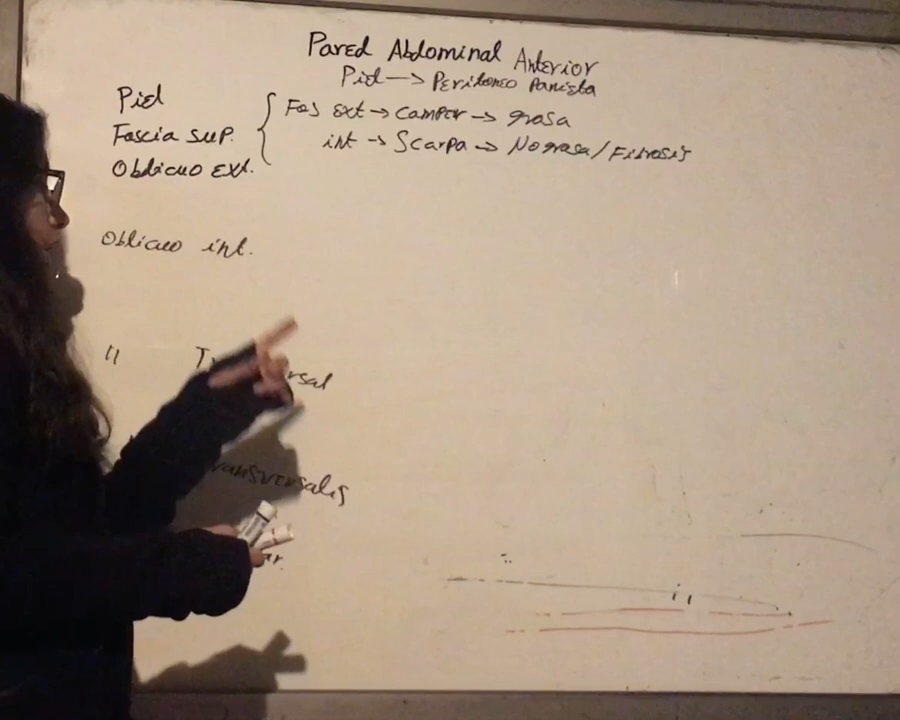 Pared Abdominal Anterior
Piel → Peritoneo Parieta
Piel
Fascia sup.
Oblicuo Ext.
{ Fas ext → camper → grasa
int → Scarpa → No grasa / Fibrosis
Oblicuo int.
"